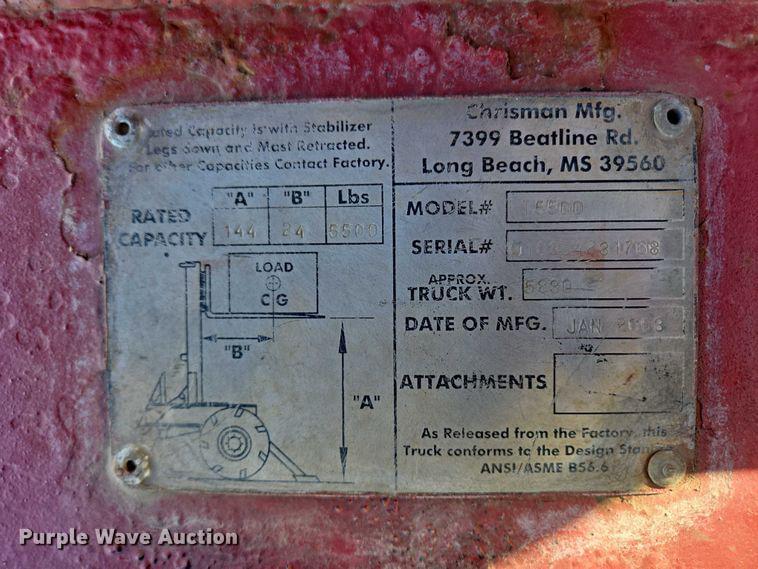 Rated Capacity is with Stabilizer
Legs down and Mast Retracted.
For other Capacities Contact Factory.
"A" "B" Lbs
RATED CAPACITY 144 24 5500
LOAD
CG
"B"
"A"
Chrisman Mfg.
7399 Beatline Rd.
Long Beach, MS 39560
MODEL#
SERIAL#
APPROX.
TRUCK WT.
DATE OF MFG. JAN
ATTACHMENTS
As Released from the Factory, this
Truck conforms to the Design
ANSI/ASME B56.6
Purple Wave Auction